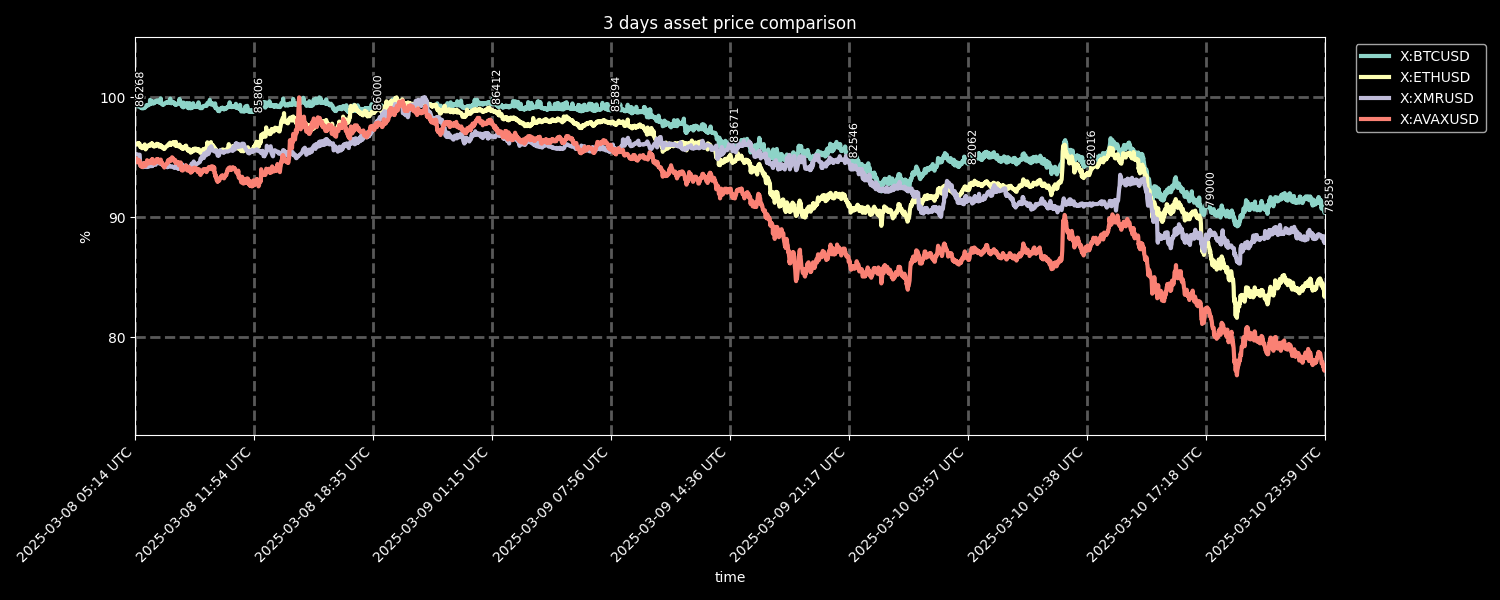 3 days asset price comparison
X:BTCUSD
X:ETHUSD
X:XMRUSD
X:AVAXUSD
100
90
80
%
86268
85806
86000
86412
85894
83671
82546
82062
82016
79000
78559
2025-03-08 05:14 UTC
2025-03-08 11:54 UTC
2025-03-08 18:35 UTC
2025-03-09 01:15 UTC
2025-03-09 07:56 UTC
2025-03-09 14:36 UTC
2025-03-09 21:17 UTC
2025-03-10 03:57 UTC
2025-03-10 10:38 UTC
2025-03-10 17:18 UTC
2025-03-10 23:59 UTC
time